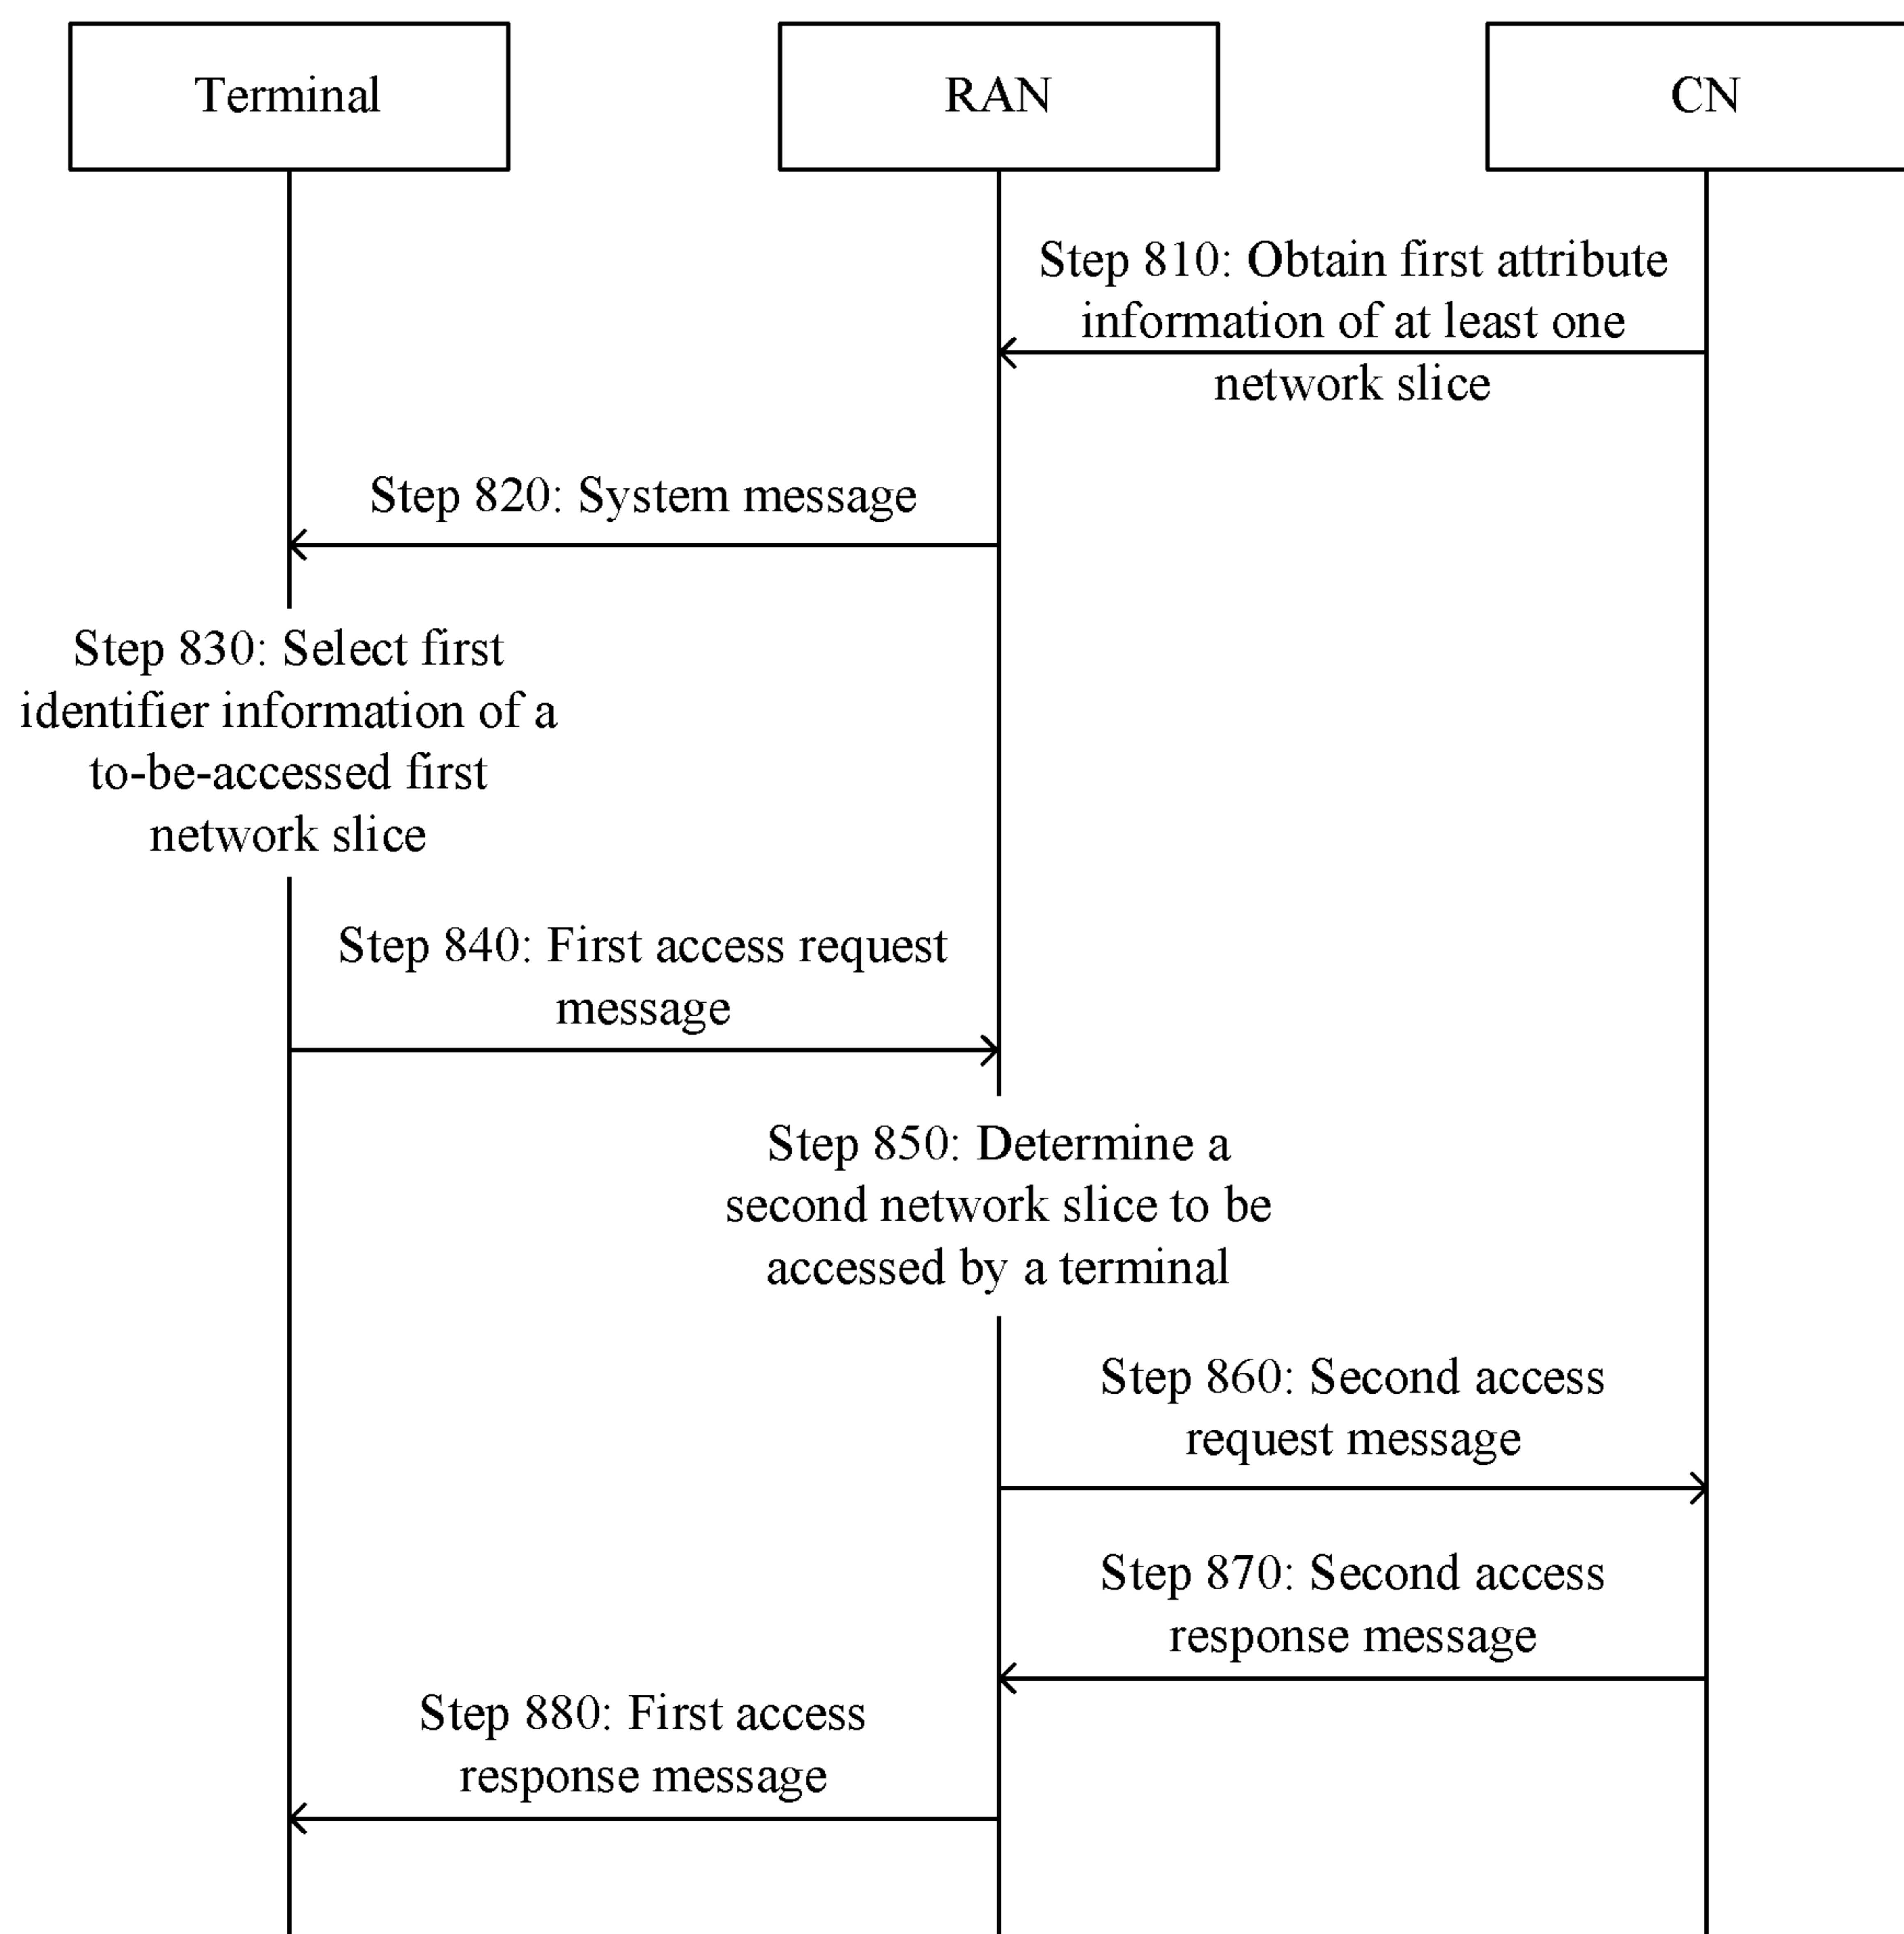 Terminal
RAN
CN
Step 810: Obtain first attribute
information of at least one
network slice
Step 820: System message
Step 830: Select first
identifier information of a
to-be-accessed first
network slice
Step 840: First access request
message
Step 850: Determine a
second network slice to be
accessed by a terminal
Step 860: Second access
request message
Step 870: Second access
response message
Step 880: First access
response message